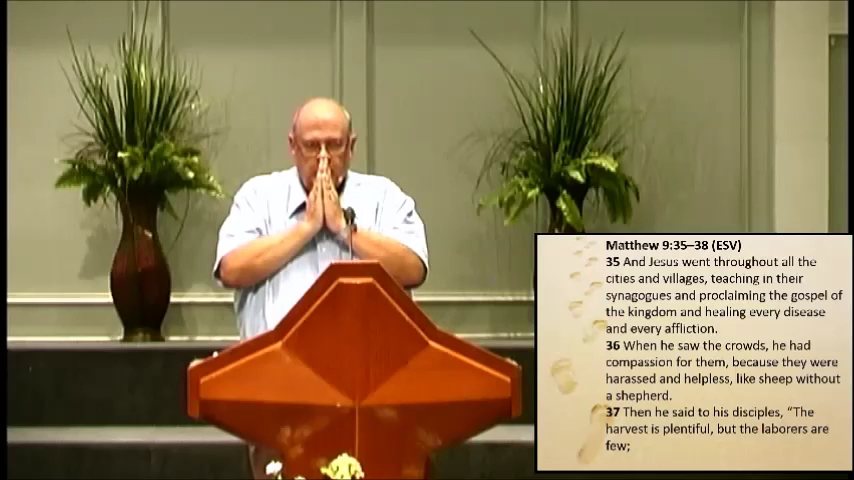 Matthew 9:35–38 (ESV)
35 And Jesus went throughout all the
cities and villages, teaching in their
synagogues and proclaiming the gospel of
the kingdom and healing every disease
and every affliction.
36 When he saw the crowds, he had
compassion for them, because they were
harassed and helpless, like sheep without
a shepherd.
37 Then he said to his disciples, “The
harvest is plentiful, but the laborers are
few;